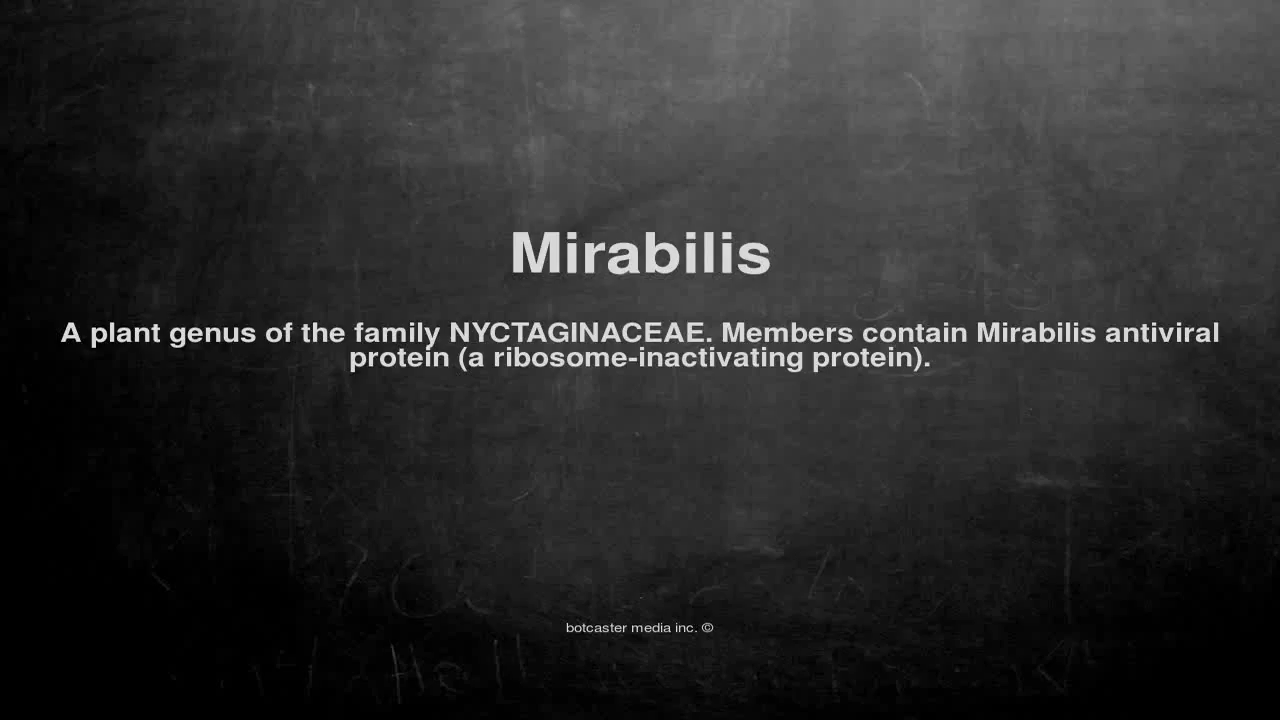 Mirabilis
A plant genus of the family NYCTAGINACEAE. Members contain Mirabilis antiviral
protein (a ribosome-inactivating protein).
botcaster media inc. ©